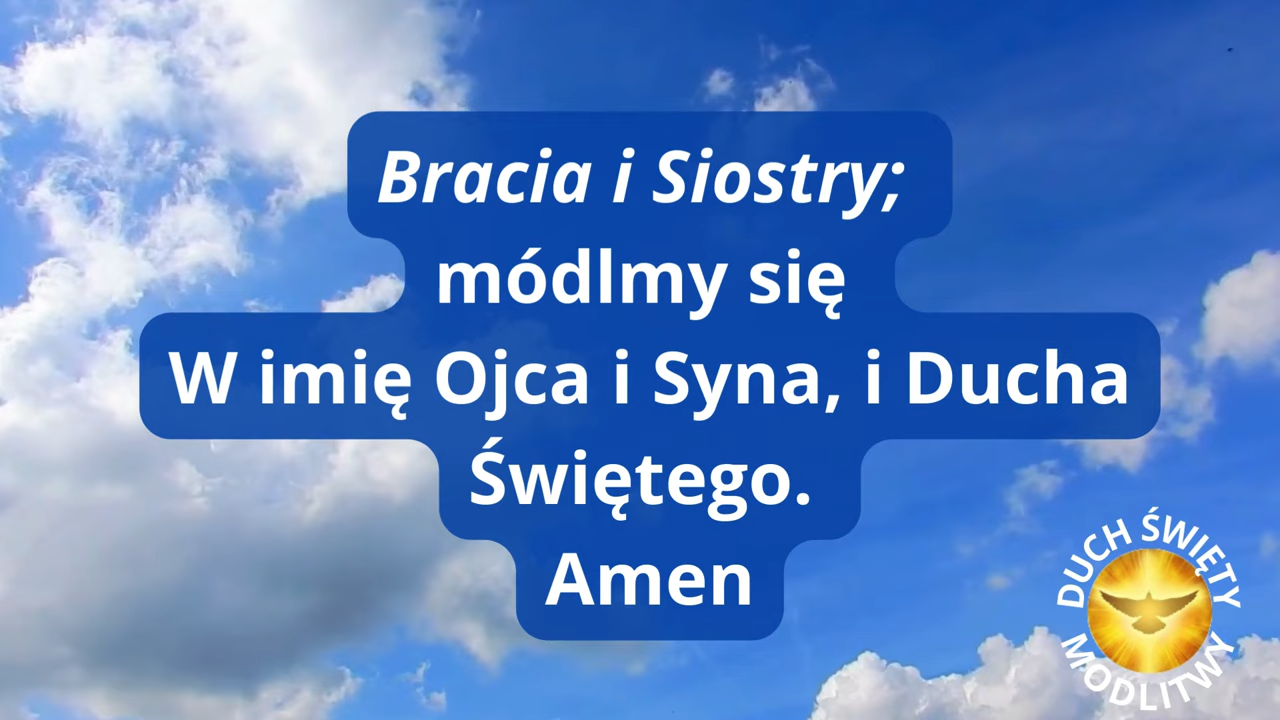 Bracia i Siostry;
módlmy się
W imię Ojca i Syna, i Ducha
Świętego.
Amen
DUCH ŚWIĘTY
MODLITWY